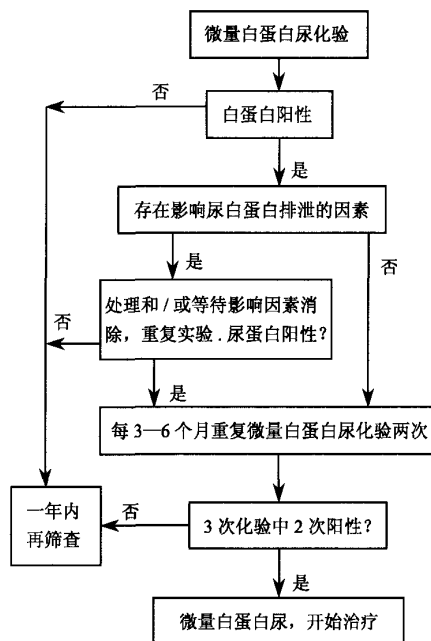 微量白蛋白尿化验
否
白蛋白阳性
是
存在影响尿白蛋白排泄的因素
是
否
处理和 / 或等待影响因素消
除，重复实验 . 尿蛋白阳性？
否
是
每 3—6 个月重复微量白蛋白尿化验两次
一年内
再筛查
否
3 次化验中 2 次阳性？
是
微量白蛋白尿，开始治疗